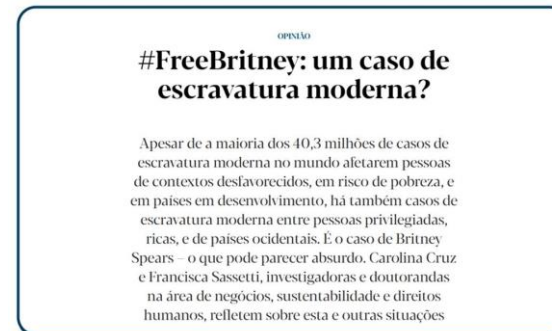 OPINIÃO
#FreeBritney: um caso de
escravatura moderna?
Apesar de a maioria dos 40,3 milhões de casos de
escravatura moderna no mundo afetarem pessoas
de contextos desfavorecidos, em risco de pobreza, e
em países em desenvolvimento, há também casos de
escravatura moderna entre pessoas privilegiadas,
ricas, e de países ocidentais. É o caso de Britney
Spears – o que pode parecer absurdo. Carolina Cruz
e Francisca Sassetti, investigadoras e doutorandas
na área de negócios, sustentabilidade e direitos
humanos, refletem sobre esta e outras situações